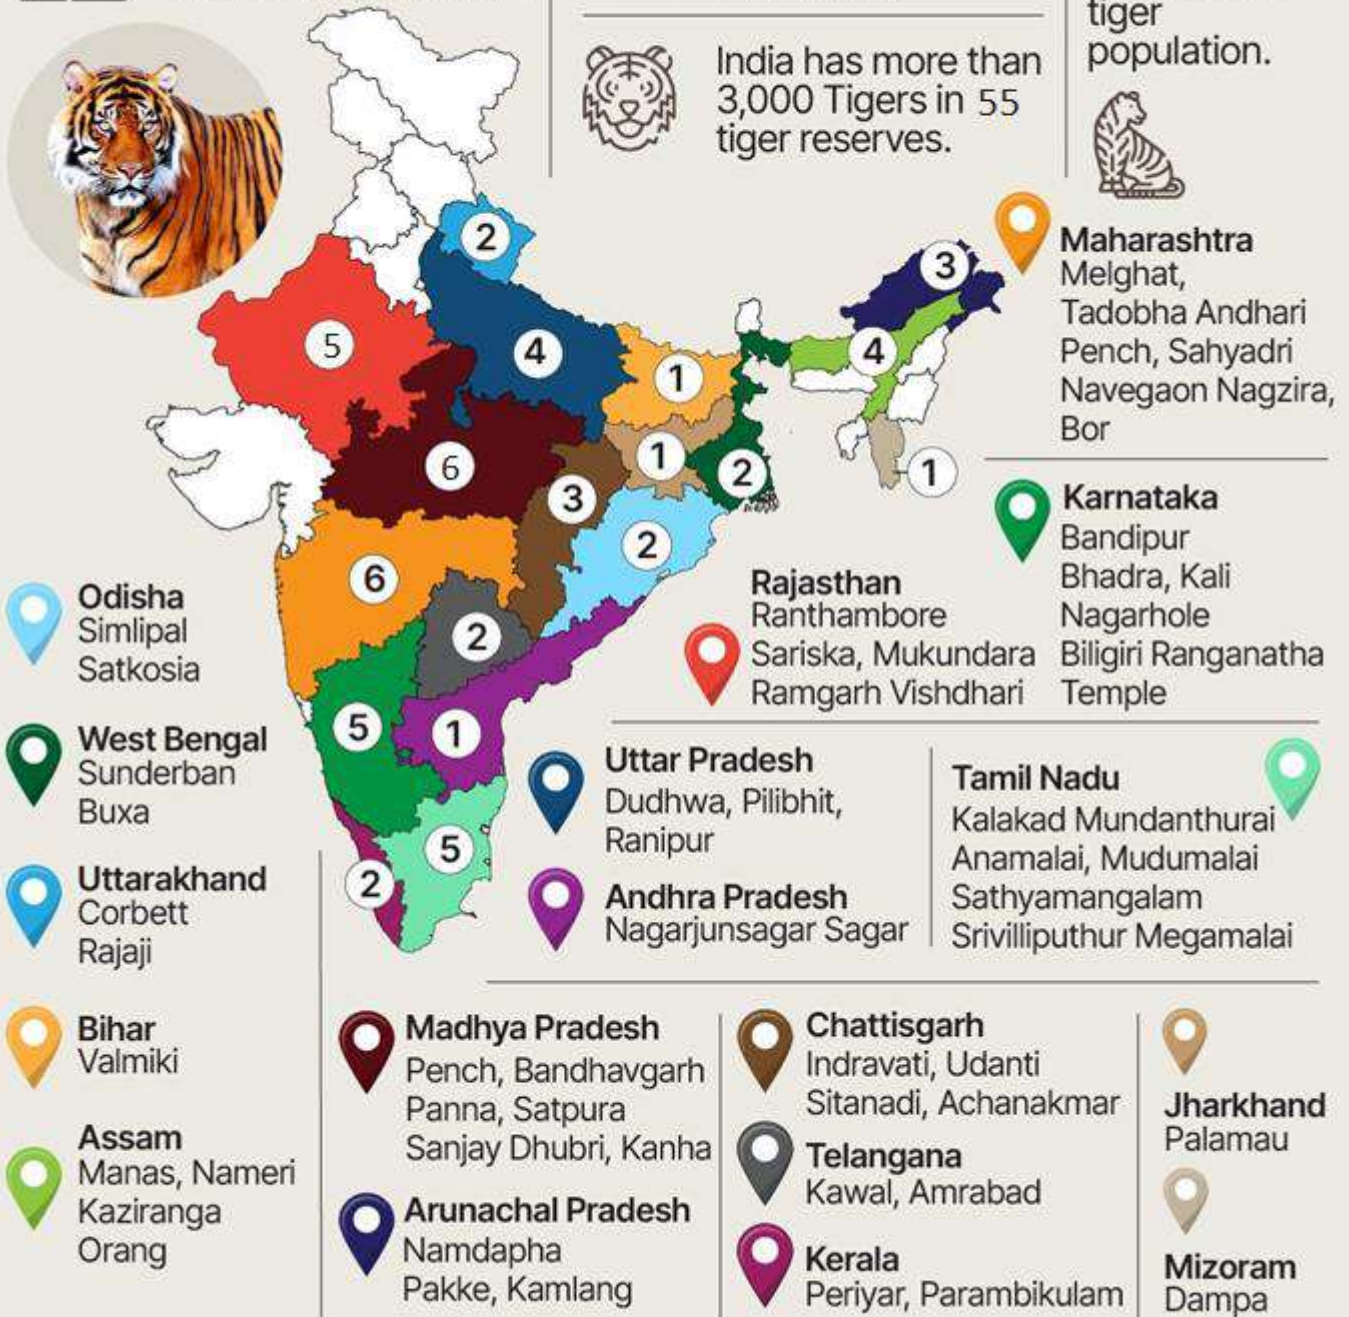 India has more than
3,000 Tigers in 55
tiger reserves.
tiger
population.
2
3
5
4
1
4
6
1
2
1
3
2
6
2
5
1
5
2
Maharashtra
Melghat,
Tadobha Andhari
Pench, Sahyadri
Navegaon Nagzira,
Bor
Karnataka
Bandipur
Bhadra, Kali
Nagarhole
Biligiri Ranganatha
Temple
Rajasthan
Ranthambore
Sariska, Mukundara
Ramgarh Vishdhari
Odisha
Simlipal
Satkosia
West Bengal
Sunderban
Buxa
Uttarakhand
Corbett
Rajaji
Bihar
Valmiki
Assam
Manas, Nameri
Kaziranga
Orang
Uttar Pradesh
Dudhwa, Pilibhit,
Ranipur
Andhra Pradesh
Nagarjunsagar Sagar
Tamil Nadu
Kalakad Mundanthurai
Anamalai, Mudumalai
Sathyamangalam
Srivilliputhur Megamalai
Madhya Pradesh
Pench, Bandhavgarh
Panna, Satpura
Sanjay Dhubri, Kanha
Arunachal Pradesh
Namdapha
Pakke, Kamlang
Chattisgarh
Indravati, Udanti
Sitanadi, Achanakmar
Telangana
Kawal, Amrabad
Kerala
Periyar, Parambikulam
Jharkhand
Palamau
Mizoram
Dampa